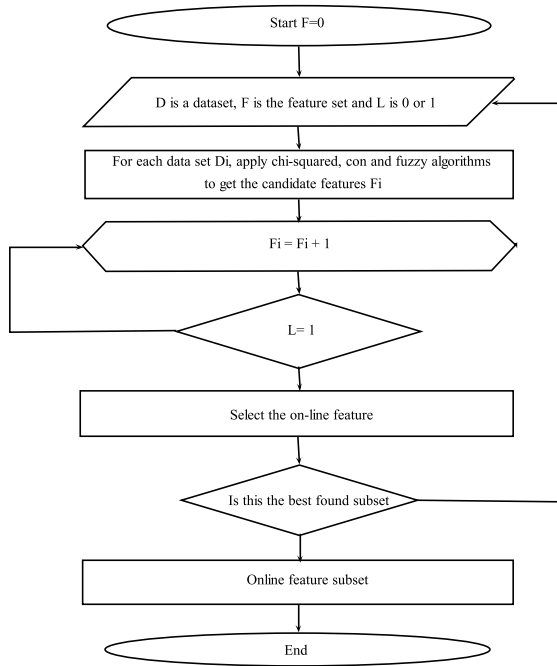 Start F=0
D is a dataset, F is the feature set and L is 0 or 1
For each data set Di, apply chi-squared, con and fuzzy algorithms
to get the candidate features Fi
Fi = Fi + 1
L= 1
Select the on-line feature
Is this the best found subset
Online feature subset
End